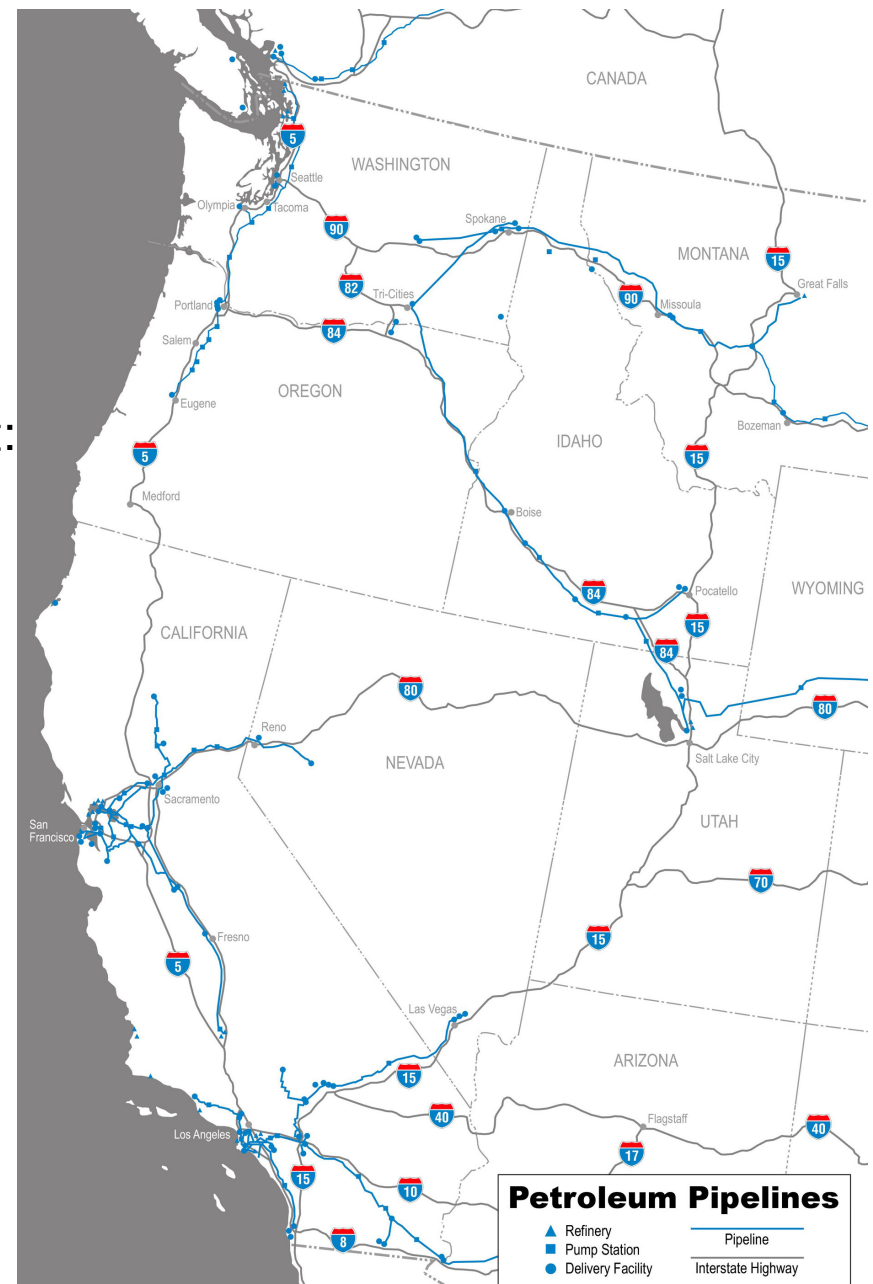 CANADA
5
WASHINGTON
Seattle
Olympia
Tacoma
90
Spokane
MONTANA
15
82
Tri-Cities
90
Great Falls
Missoula
Portland
84
Salem
OREGON
Eugene
IDAHO
Bozeman
5
15
Medford
Boise
84
Pocatello
WYOMING
15
CALIFORNIA
84
80
80
Reno
NEVADA
Salt Lake City
Sacramento
San
Francisco
UTAH
70
Fresno
15
5
Las Vegas
ARIZONA
15
40
Flagstaff
40
Los Angeles
17
15
10
8
Petroleum Pipelines
Refinery
Pump Station
Delivery Facility
Pipeline
Interstate Highway